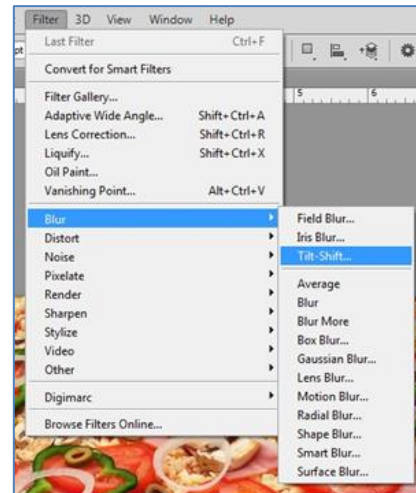 Filter 3D View Window Help
Last Filter Ctrl+F
Convert for Smart Filters
Filter Gallery...
Adaptive Wide Angle... Shift+Ctrl+A
Lens Correction... Shift+Ctrl+R
Liquify... Shift+Ctrl+X
Oil Paint...
Vanishing Point... Alt+Ctrl+V
Blur
Distort
Noise
Pixelate
Render
Sharpen
Stylize
Video
Other
Digimarc
Browse Filters Online...
5 6
Field Blur...
Iris Blur...
Tilt-Shift...
Average
Blur
Blur More
Box Blur...
Gaussian Blur...
Lens Blur...
Motion Blur...
Radial Blur...
Shape Blur...
Smart Blur...
Surface Blur...